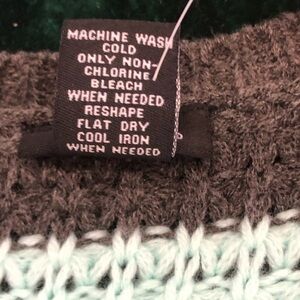 MACHINE WASH
COLD
ONLY NON-
CHLORINE
BLEACH
WHEN NEEDED
RESHAPE
FLAT DRY
COOL IRON
WHEN NEEDED